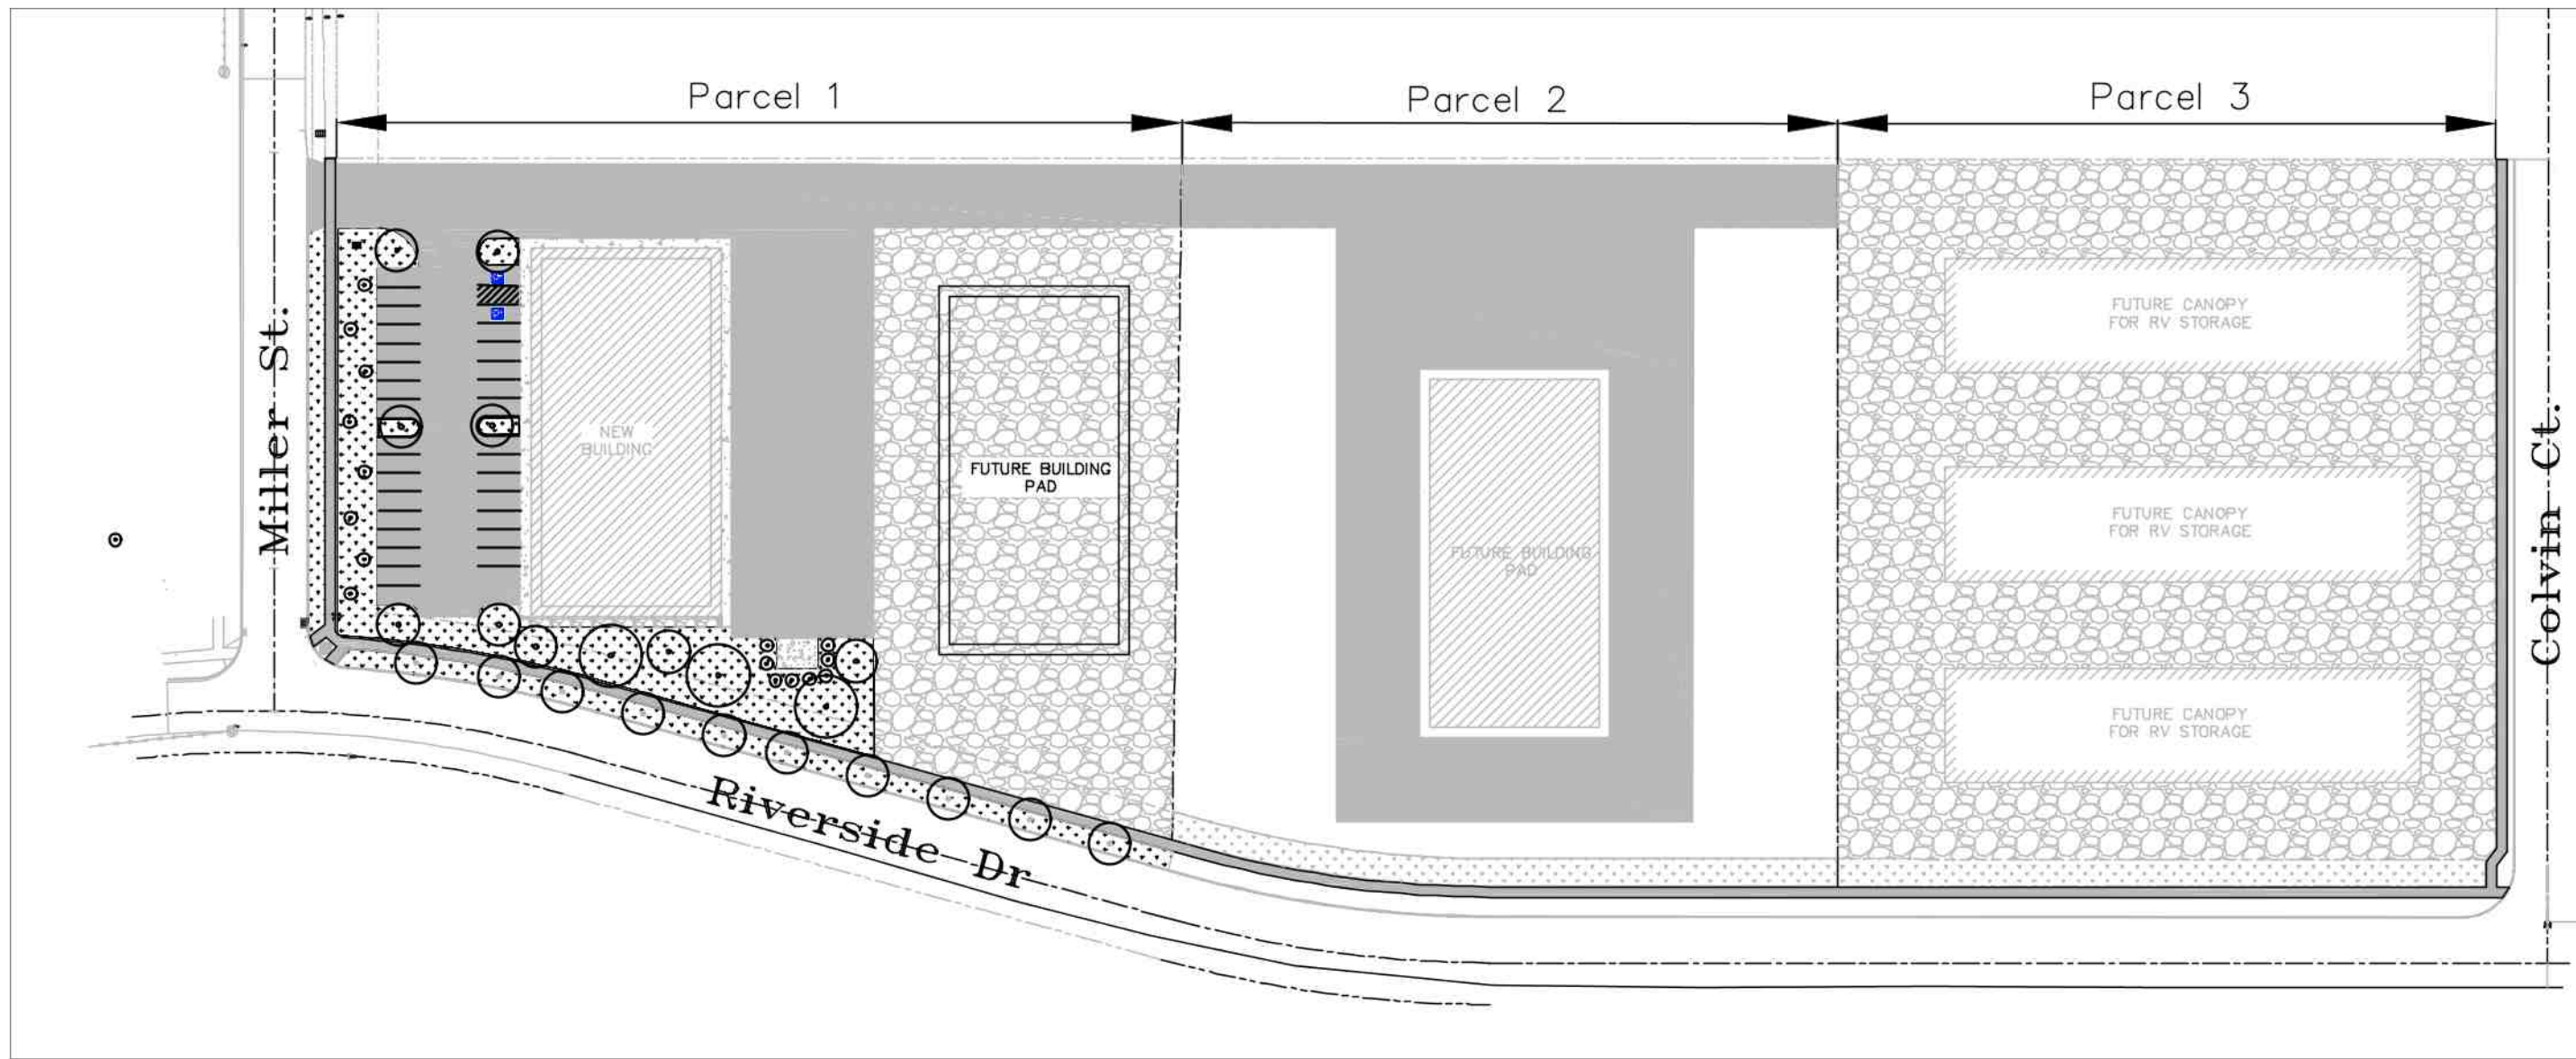 Parcel 1
Parcel 2
Parcel 3
Miller St.
NEW
BUILDING
FUTURE BUILDING
PAD
FUTURE BUILDING
PAD
FUTURE CANOPY
FOR RV STORAGE
FUTURE CANOPY
FOR RV STORAGE
FUTURE CANOPY
FOR RV STORAGE
Colvin Ct.
Riverside Dr